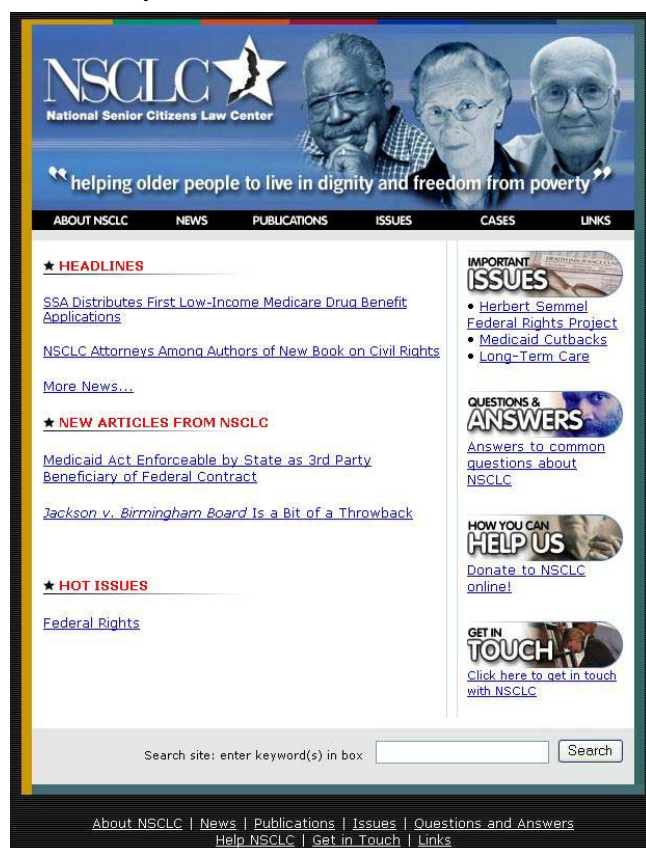 NSCLC
National Senior Citizens Law Center
“helping older people to live in dignity and freedom from poverty”
ABOUT NSCLC NEWS PUBLICATIONS ISSUES CASES LINKS
★ HEADLINES
SSA Distributes First Low-Income Medicare Drug Benefit
Applications
NSCLC Attorneys Among Authors of New Book on Civil Rights
More News...
★ NEW ARTICLES FROM NSCLC
Medicaid Act Enforceable by State as 3rd Party
Beneficiary of Federal Contract
Jackson v. Birmingham Board Is a Bit of a Throwback
★ HOT ISSUES
Federal Rights
IMPORTANT
ISSUES
• Herbert Semmel
Federal Rights Project
• Medicaid Cutbacks
• Long-Term Care
QUESTIONS &
ANSWERS
Answers to common
questions about
NSCLC
HOW YOU CAN
HELP US
Donate to NSCLC
online!
GET IN
TOUCH
Click here to get in touch
with NSCLC
Search site: enter keyword(s) in box Search
About NSCLC | News | Publications | Issues | Questions and Answers
Help NSCLC | Get in Touch | Links